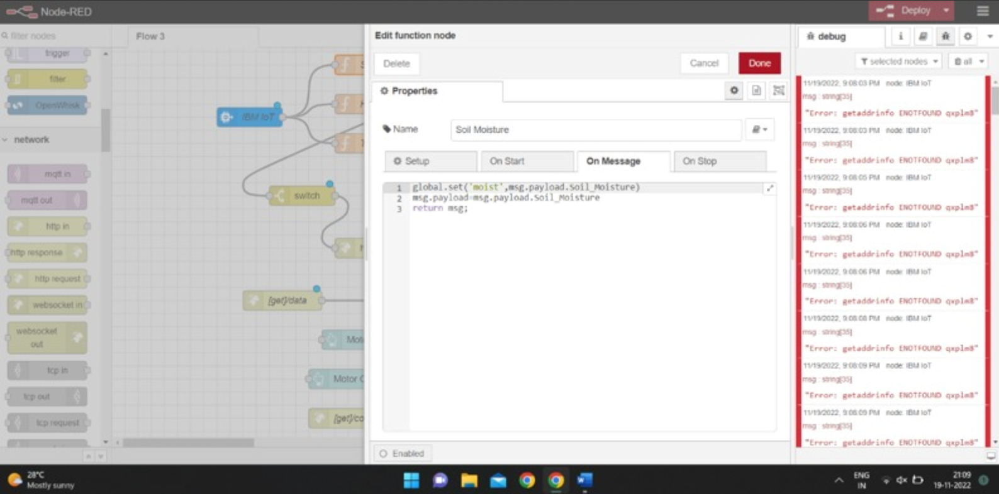 Node-RED
Deploy
filter nodes
Flow 3
Edit function node
debug
trigger
Delete
Cancel
Done
selected nodes
all
filter
Properties
OpenWhisk
IBM IoT
Name
Soil Moisture
network
Setup
On Start
On Message
On Stop
mqtt in
mqtt out
http in
http response
http request
websocket in
websocket
out
tcp in
tcp out
tcp request
switch
[get]/data
Motor C
[get]/co
1 global.set('moist',msg.payload.Soil_Moisture)
2 msg.payload=msg.payload.Soil_Moisture
3 return msg;
Enabled
11/19/2022, 9:08:03 PM node: IBM IoT
msg : string[35]
"Error: getaddrinfo ENOTFOUND qxplm8"
11/19/2022, 9:08:03 PM node: IBM IoT
msg : string[35]
"Error: getaddrinfo ENOTFOUND qxplm8"
11/19/2022, 9:08:05 PM node: IBM IoT
msg : string[35]
"Error: getaddrinfo ENOTFOUND qxplm8"
11/19/2022, 9:08:06 PM node: IBM IoT
msg : string[35]
"Error: getaddrinfo ENOTFOUND qxplm8"
11/19/2022, 9:08:06 PM node: IBM IoT
msg : string[35]
"Error: getaddrinfo ENOTFOUND qxplm8"
11/19/2022, 9:08:08 PM node: IBM IoT
msg : string[35]
"Error: getaddrinfo ENOTFOUND qxplm8"
11/19/2022, 9:08:09 PM node: IBM IoT
msg : string[35]
"Error: getaddrinfo ENOTFOUND qxplm8"
11/19/2022, 9:08:09 PM node: IBM IoT
msg : string[35]
"Error: getaddrinfo ENOTFOUND qxplm8"
28°C
Mostly sunny
ENG
IN
21:09
19-11-2022